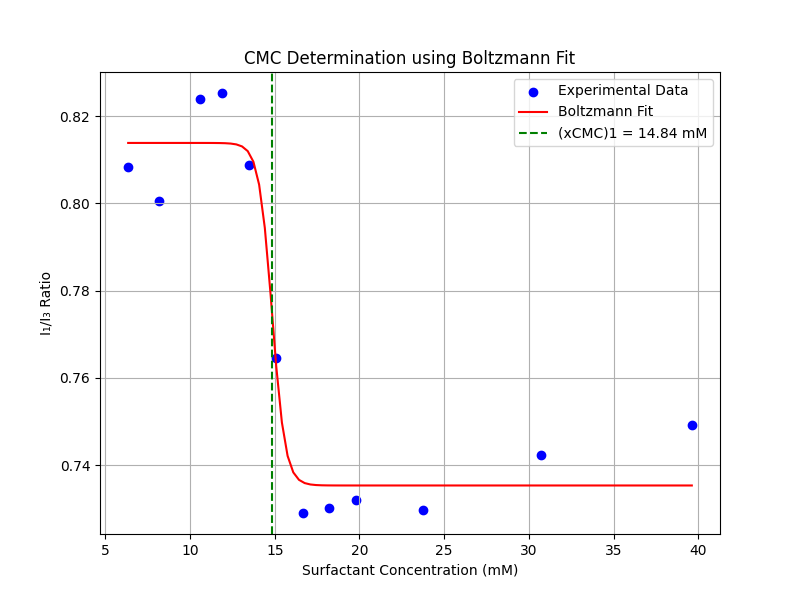 CMC Determination using Boltzmann Fit
Experimental Data
Boltzmann Fit
(xCMC)1 = 14.84 mM
I₁/I₃ Ratio
0.82
0.80
0.78
0.76
0.74
5 10 15 20 25 30 35 40
Surfactant Concentration (mM)